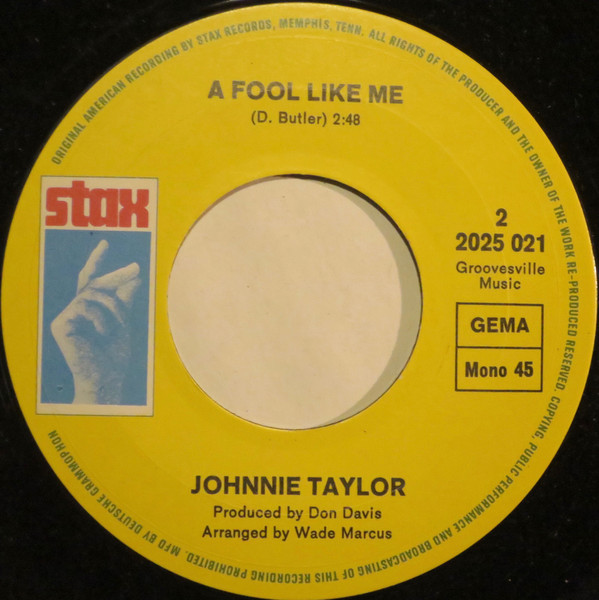 ORIGINAL AMERICAN RECORDING BY STAX RECORDS, MEMPHIS, TENN. ALL RIGHTS OF THE PRODUCER AND THE OWNER OF THE WORK RE-PRODUCED RESERVED. COPYING, PUBLIC PERFORMANCE AND BROADCASTING OF THIS RECORDING PROHIBITED. MFD BY DEUTSCHE GRAMMOPHON
A FOOL LIKE ME
(D. Butler) 2:48
stax
2
2025 021
Groovesville
Music
GEMA
Mono 45
JOHNNIE TAYLOR
Produced by Don Davis
Arranged by Wade Marcus